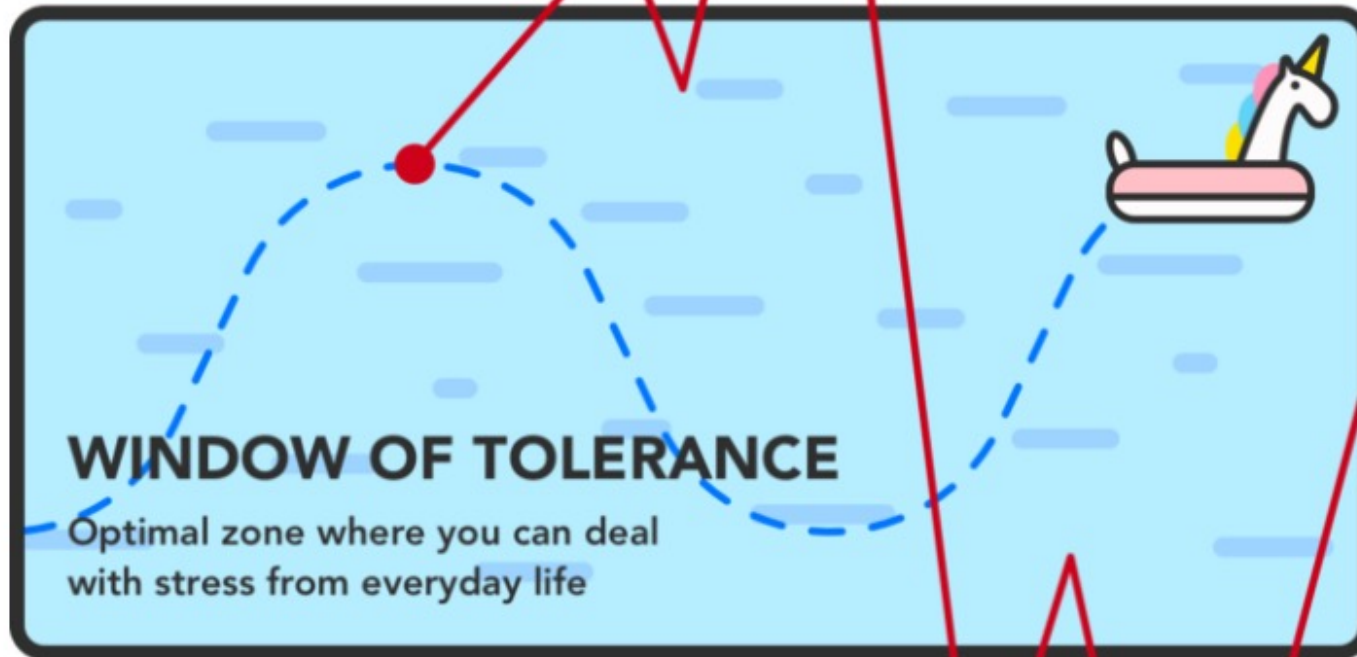 WINDOW OF TOLERANCE
Optimal zone where you can deal
with stress from everyday life